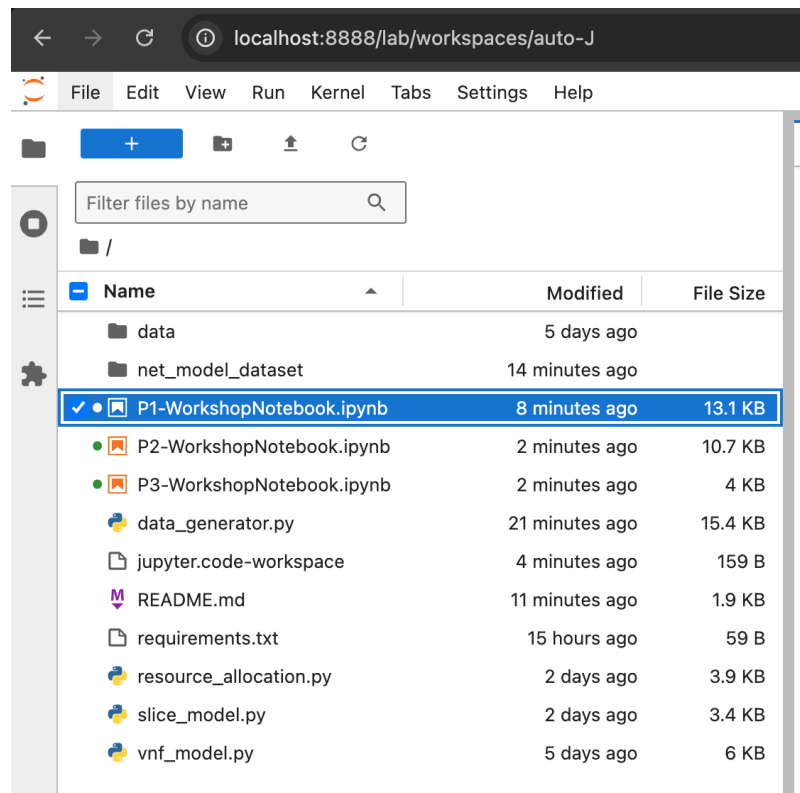 localhost:8888/lab/workspaces/auto-J
File Edit View Run Kernel Tabs Settings Help
+
Filter files by name
/
Name Modified File Size
data 5 days ago
net_model_dataset 14 minutes ago
P1-WorkshopNotebook.ipynb 8 minutes ago 13.1 KB
P2-WorkshopNotebook.ipynb 2 minutes ago 10.7 KB
P3-WorkshopNotebook.ipynb 2 minutes ago 4 KB
data_generator.py 21 minutes ago 15.4 KB
jupyter.code-workspace 4 minutes ago 159 B
M README.md 11 minutes ago 1.9 KB
requirements.txt 15 hours ago 59 B
resource_allocation.py 2 days ago 3.9 KB
slice_model.py 2 days ago 3.4 KB
vnf_model.py 5 days ago 6 KB